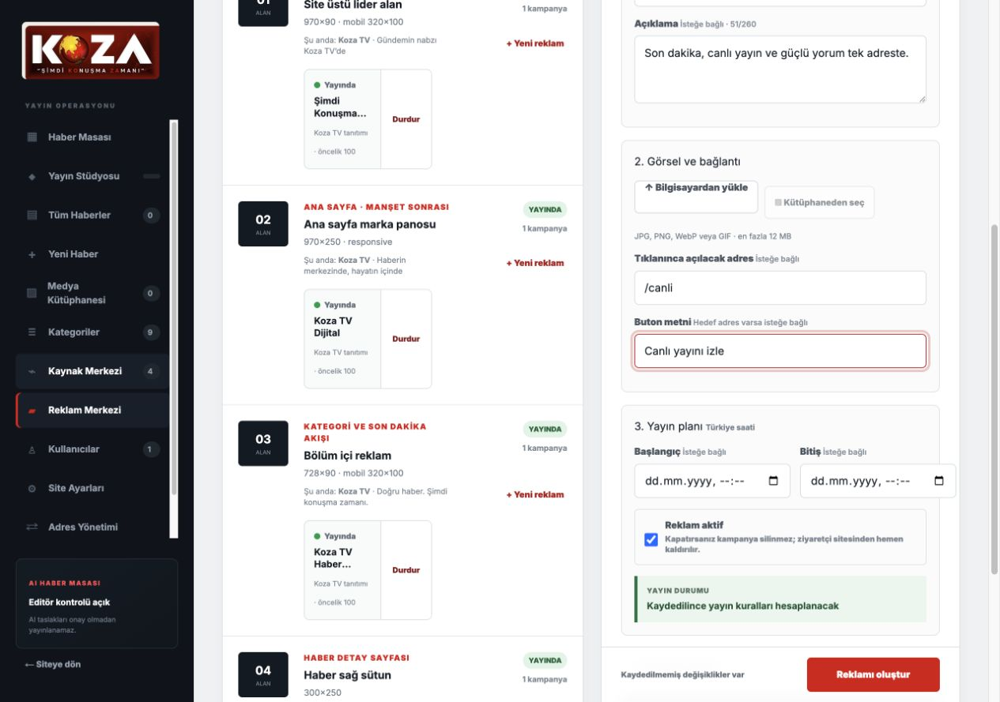 KOZA
"ŞİMDİ KONUŞMA ZAMANI"
YAYIN OPERASYONU
Haber Masası
Yayın Stüdyosu
Tüm Haberler 0
Yeni Haber
Medya
Kütüphanesi 0
Kategoriler 9
Kaynak Merkezi 4
Reklam Merkezi
Kullanıcılar 1
Site Ayarları
Adres Yönetimi
AI HABER MASASI
Editör kontrolü açık
AI taslakları onay olmadan
yayınlanamaz.
← Siteye dön
01
ALAN
Site üstü lider alan
1 kampanya
970×90 · mobil 320×100
Şu anda: Koza TV · Gündemin nabzı
Koza TV'de
+ Yeni reklam
Yayında
Şimdi
Konuşma...
Koza TV tanıtımı
· öncelik 100
Durdur
02
ALAN
ANA SAYFA · MANŞET SONRASI
YAYINDA
Ana sayfa marka panosu
1 kampanya
970×250 · responsive
Şu anda: Koza TV · Haberin
merkezinde, hayatın içinde
+ Yeni reklam
Yayında
Koza TV
Dijital
Koza TV tanıtımı
· öncelik 100
Durdur
03
ALAN
KATEGORİ VE SON DAKİKA
AKIŞI
YAYINDA
Bölüm içi reklam
1 kampanya
728×90 · mobil 320×100
Şu anda: Koza TV · Doğru haber. Şimdi
konuşma zamanı.
+ Yeni reklam
Yayında
Koza TV
Haber...
Koza TV tanıtımı
· öncelik 100
Durdur
04
ALAN
HABER DETAY SAYFASI
YAYINDA
Haber sağ sütun
1 kampanya
300×250
Açıklama İsteğe bağlı · 51/260
Son dakika, canlı yayın ve güçlü yorum tek adreste.
2. Görsel ve bağlantı
↑ Bilgisayardan yükle
Kütüphaneden seç
JPG, PNG, WebP veya GIF · en fazla 12 MB
Tıklanınca açılacak adres İsteğe bağlı
/canli
Buton metni Hedef adres varsa isteğe bağlı
Canlı yayını izle
3. Yayın planı Türkiye saati
Başlangıç İsteğe bağlı
Bitiş İsteğe bağlı
dd.mm.yyyy, --:--
dd.mm.yyyy, --:--
Reklam aktif
Kapatırsanız kampanya silinmez; ziyaretçi sitesinden hemen
kaldırılır.
YAYIN DURUMU
Kaydedilince yayın kuralları hesaplanacak
Kaydedilmemiş değişiklikler var
Reklamı oluştur